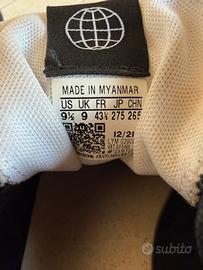 MADE IN MYANMAR
US UK FR JP CHN
9½ 9 43⅓ 275 265
12/21
subito